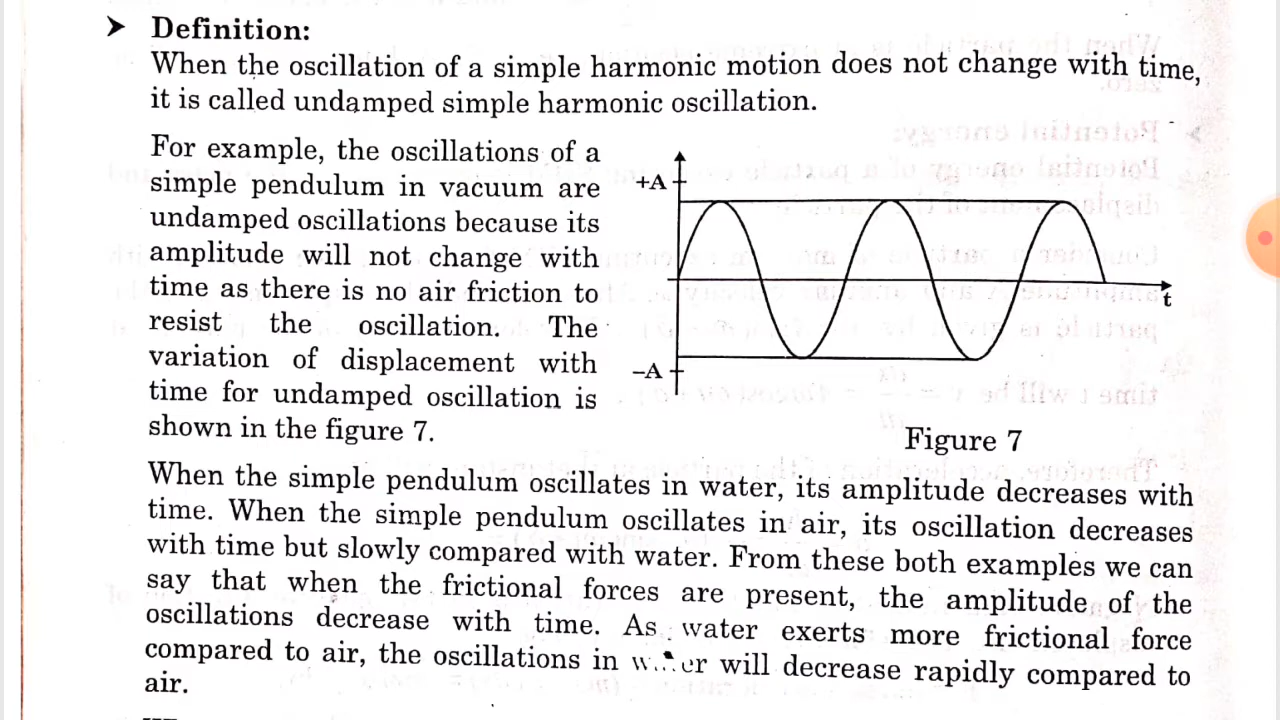 ➤ Definition:
When the oscillation of a simple harmonic motion does not change with time,
it is called undamped simple harmonic oscillation.
For example, the oscillations of a
simple pendulum in vacuum are
undamped oscillations because its
amplitude will not change with
time as there is no air friction to
resist the oscillation. The
variation of displacement with
time for undamped oscillation is
shown in the figure 7.
+A
t
–A
Figure 7
When the simple pendulum oscillates in water, its amplitude decreases with
time. When the simple pendulum oscillates in air, its oscillation decreases
with time but slowly compared with water. From these both examples we can
say that when the frictional forces are present, the amplitude of the
oscillations decrease with time. As water exerts more frictional force
compared to air, the oscillations in water will decrease rapidly compared to
air.